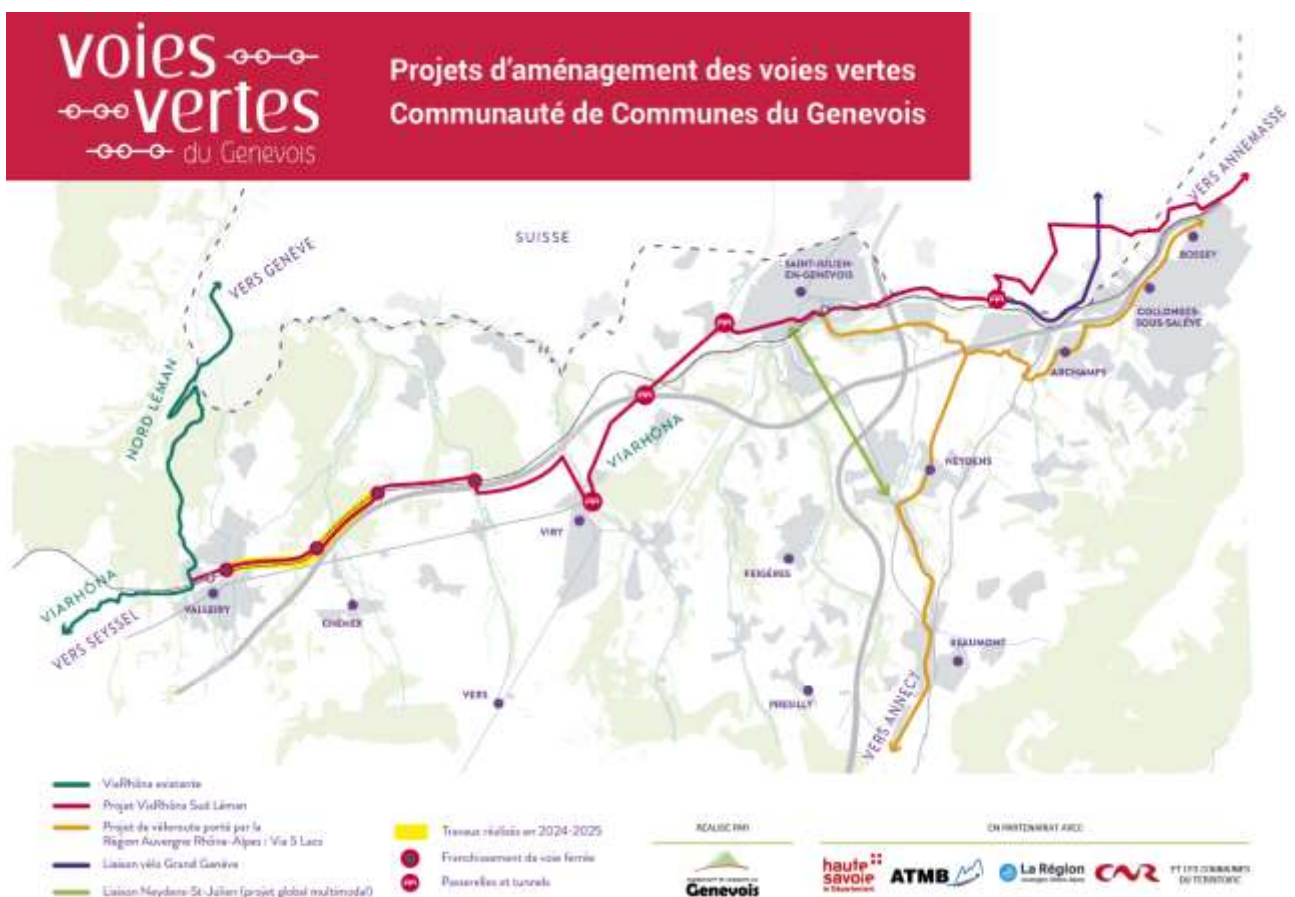 voies
vertes
du Genevois
Projets d'aménagement des voies vertes
Communauté de Communes du Genevois
VERS ANNEMASSE
SUISSE
VERS GENÈVE
SAINT-JULIEN-
EN-GENEVOIS
BOSSEY
COLLONGES-
SOUS-SALÈVE
NORD LÉMAN
ARCHAMPS
VIARHÔNA
NEYDENS
VIRY
FEIGÈRES
VIARHÔNA
VALLEIRY
VERS SEYSSEL
CHÊNEX
BEAUMONT
VERS
PRESILLY
VERS ANNECY
ViaRhôna existante
Projet ViaRhôna Sud Léman
Projet de véloroute porté par la
Région Auvergne Rhône-Alpes : Via 5 Lacs
Liaison vélo Grand Genève
Liaison Neydens-St-Julien (projet global multimodal)
Travaux réalisés en 2024-2025
Franchissement de voie ferrée
Passerelles et tunnels
RÉALISÉ PAR
Genevois
EN PARTENARIAT AVEC
haute
savoie
le Département
ATMB
La Région
Auvergne-Rhône-Alpes
CNR
ET LES COMMUNES
DU TERRITOIRE